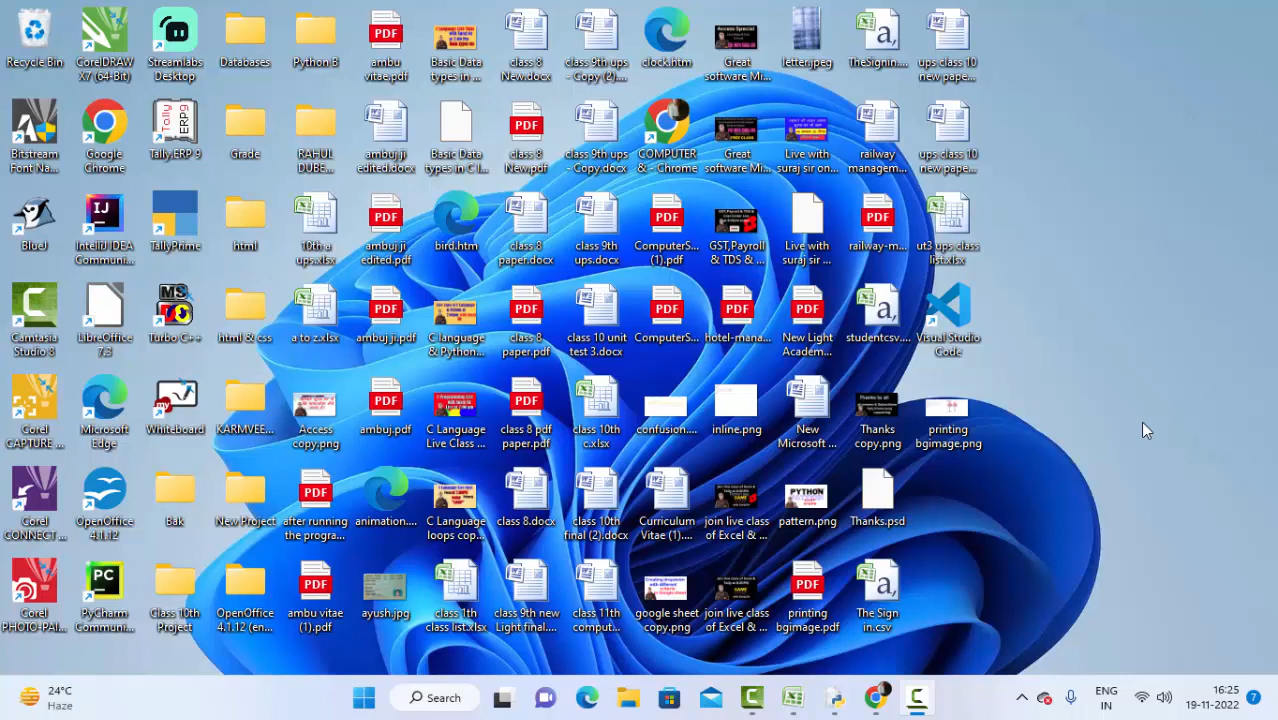 Recycle Bin
CorelDRAW X7 (64-Bit)
Streamlabs Desktop
Databases
Python B
ambu vitae.pdf
Basic Data types in ...
class 8 New.docx
class 9th ups - Copy (2)....
clock.htm
Great software Mi...
letter.jpeg
TheSignin....
ups class 10 new pape...
Bitstream Font Na...
Google Chrome
Tally.ERP 9
Grade
RAHUL DUBE...
ambuj ji edited.docx
Basic Data types in C l...
class 8 New.pdf
class 9th ups - Copy.docx
COMPUTER & - Chrome
Great software Mi...
Live with suraj sir on...
railway managem...
ups class 10 new pape...
BlueJ
IntelliJ IDEA Communi...
TallyPrime
html
10th a ups.xlsx
ambuj ji edited.pdf
bird.htm
class 8 paper.docx
class 9th ups.docx
ComputerS... (1).pdf
GST,Payroll & TDS & ...
Live with suraj sir ...
railway-m...
ut3 ups class list.xlsx
Camtasia Studio 8
LibreOffice 7.3
Turbo C++
html & css
a to z.xlsx
ambuj ji.pdf
C language & Python...
class 8 paper.pdf
class 10 unit test 3.docx
ComputerS...
hotel-mana...
New Light Academ...
studentcsv....
Visual Studio Code
Corel CAPTURE ...
Microsoft Edge
KARMVEE...
Access copy.png
ambuj.pdf
C Language Live Class ...
class 8 pdf paper.pdf
class 10th c.xlsx
confusion....
inline.png
New Microsoft ...
Thanks copy.png
printing bgimage.png
Corel CONNECT ...
OpenOffice 4.1.12
Bak
New Project
after running the progra...
animation....
C Language loops cop...
class 8.docx
class 10th final (2).docx
Curriculum Vitae (1)....
join live class of Excel & ...
pattern.png
Thanks.psd
PHOTO-PAI...
PyCharm Communi...
Class 10th Project
OpenOffice 4.1.12 (en...
ambu vitae (1).pdf
ayush.jpg
class 1th class list.xlsx
class 9th new Light final....
class 11th comput...
google sheet copy.png
join live class of Excel & ...
printing bgimage.pdf
The Sign in.csv
24°C
Haze
Search
ENG
IN
19:25
19-11-2022